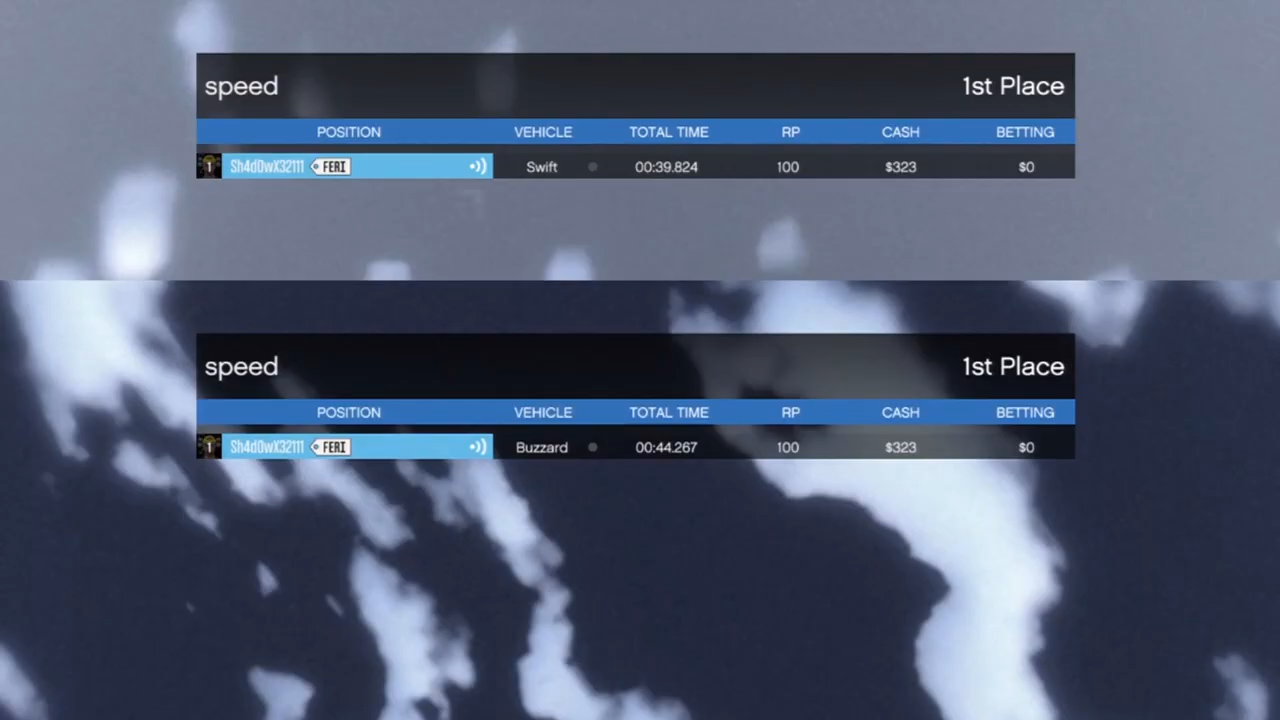 speed 1st Place
POSITION VEHICLE TOTAL TIME RP CASH BETTING
1 Sh4d0wX32111 FERI Swift 00:39.824 100 $323 $0
speed 1st Place
POSITION VEHICLE TOTAL TIME RP CASH BETTING
1 Sh4d0wX32111 FERI Buzzard 00:44.267 100 $323 $0